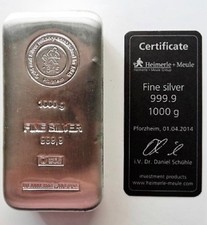 1000 g
FINE SILVER
999,9
Certificate
Heimerle + Meule
Fine silver
999.9
1000 g
Pforzheim, 01.04.2014
i.V. Dr. Daniel Schühle
investment products
www.heimerle-meule.com